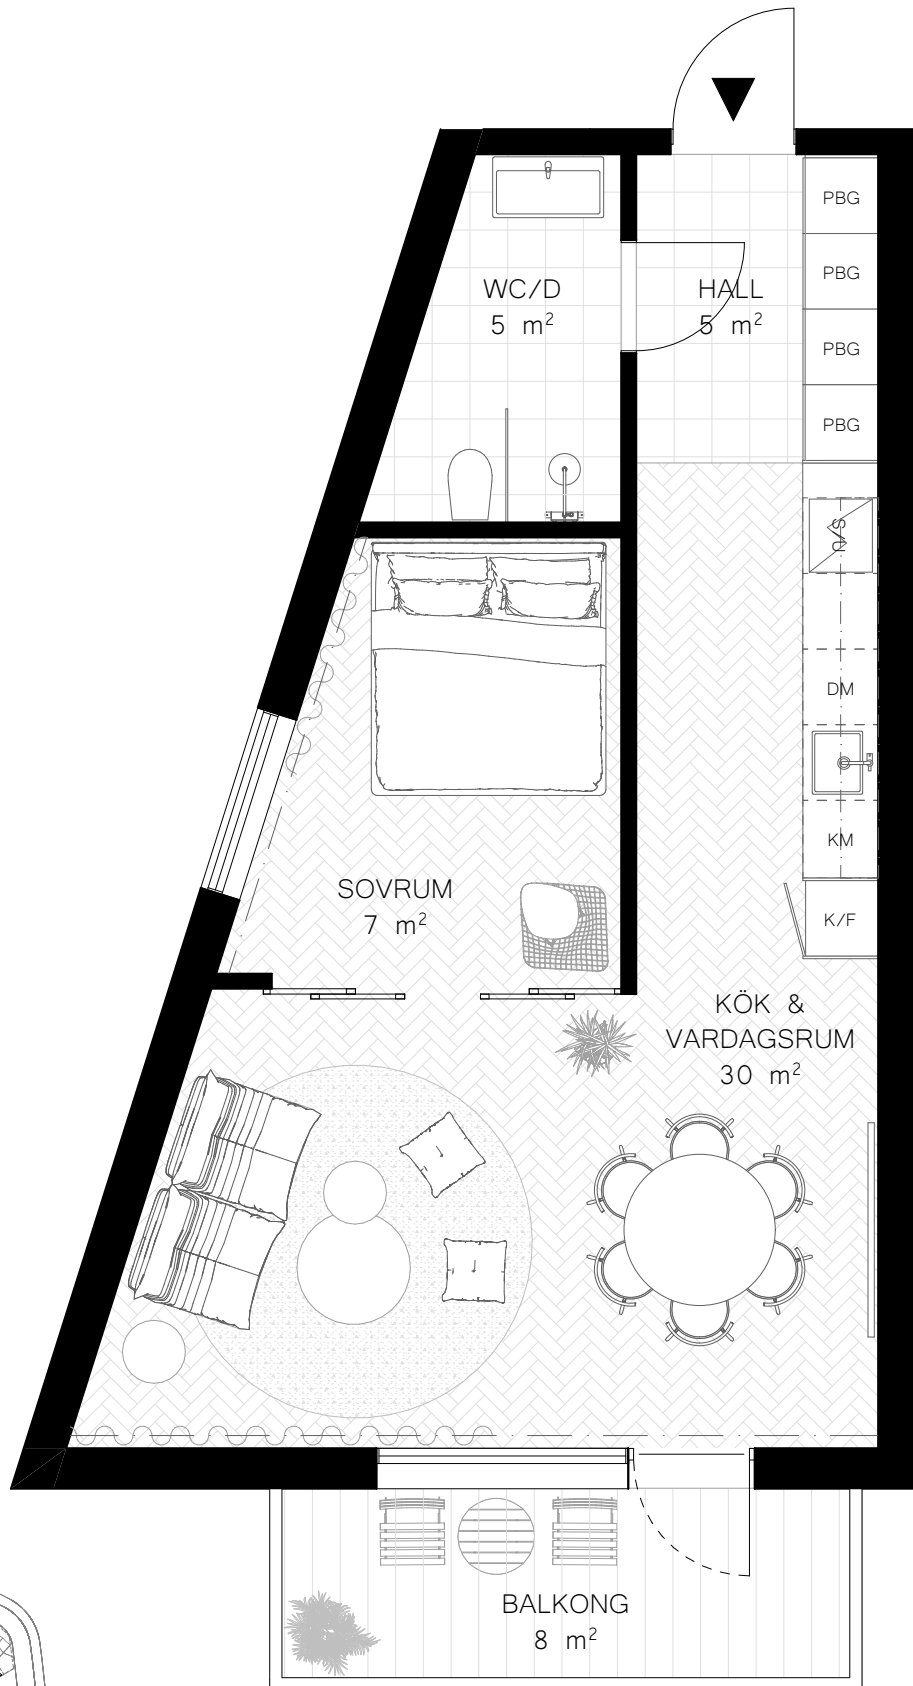 PBG
PBG
WC/D
5 m²
HALL
5 m²
PBG
PBG
U/S
DM
KM
SOVRUM
7 m²
K/F
KÖK &
VARDAGSRUM
30 m²
BALKONG
8 m²